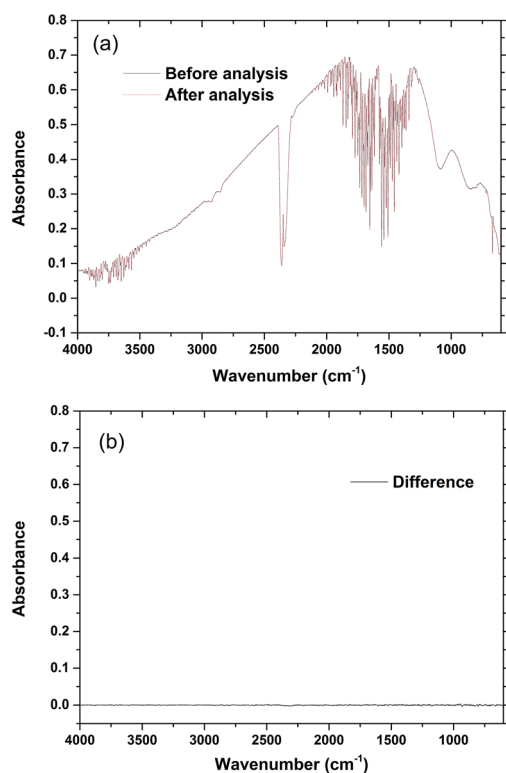 (a)
Before analysis
After analysis
Absorbance
0.8
0.7
0.6
0.5
0.4
0.3
0.2
0.1
0.0
-0.1
4000 3500 3000 2500 2000 1500 1000
Wavenumber (cm⁻¹)
(b)
Difference
Absorbance
0.8
0.7
0.6
0.5
0.4
0.3
0.2
0.1
0.0
4000 3500 3000 2500 2000 1500 1000
Wavenumber (cm⁻¹)